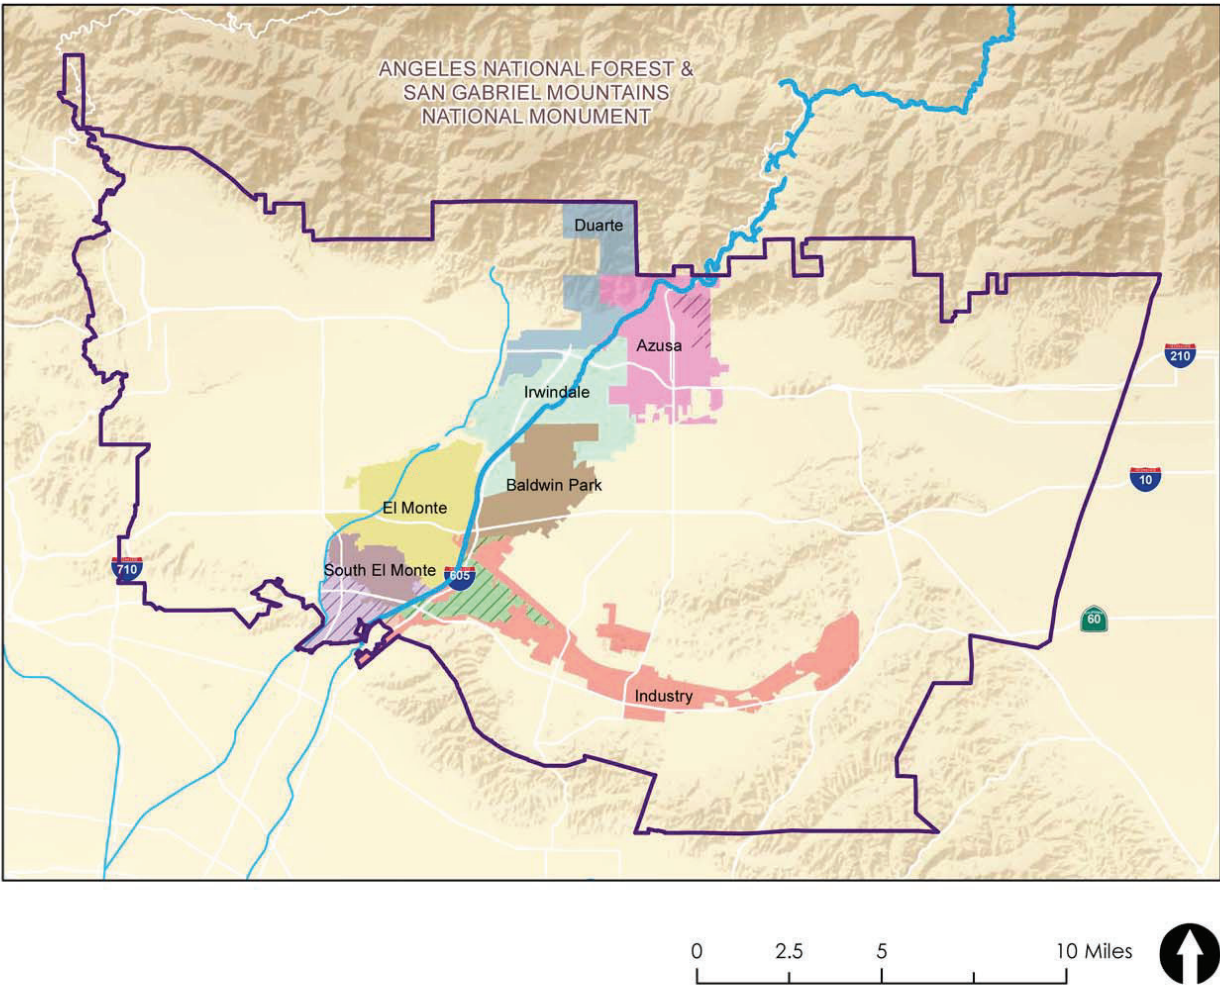 ANGELES NATIONAL FOREST &
SAN GABRIEL MOUNTAINS
NATIONAL MONUMENT
Duarte
Azusa
210
Irwindale
10
Baldwin Park
El Monte
South El Monte
710
605
60
Industry
0 2.5 5 10 Miles